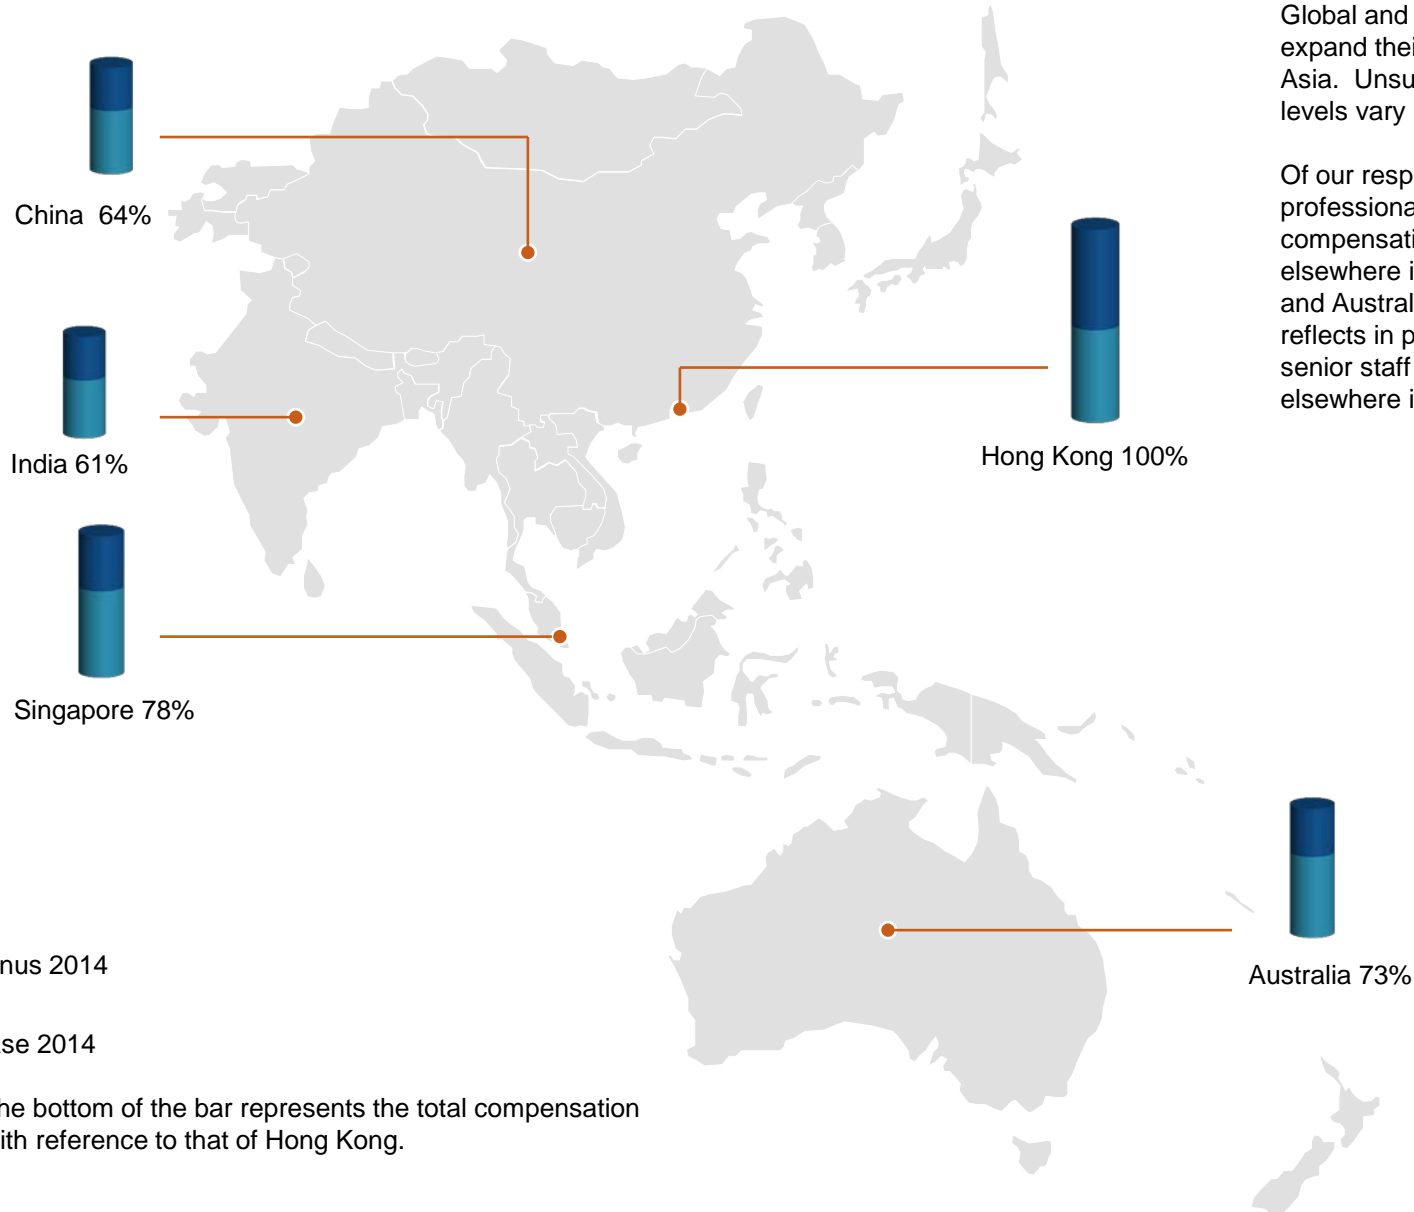 Global and
expand thei
Asia. Unsu
levels vary
Of our resp
professiona
compensati
elsewhere i
and Austral
reflects in p
senior staff
elsewhere i
China 64%
India 61%
Singapore 78%
Hong Kong 100%
Australia 73%
nus 2014
se 2014
he bottom of the bar represents the total compensation
ith reference to that of Hong Kong.